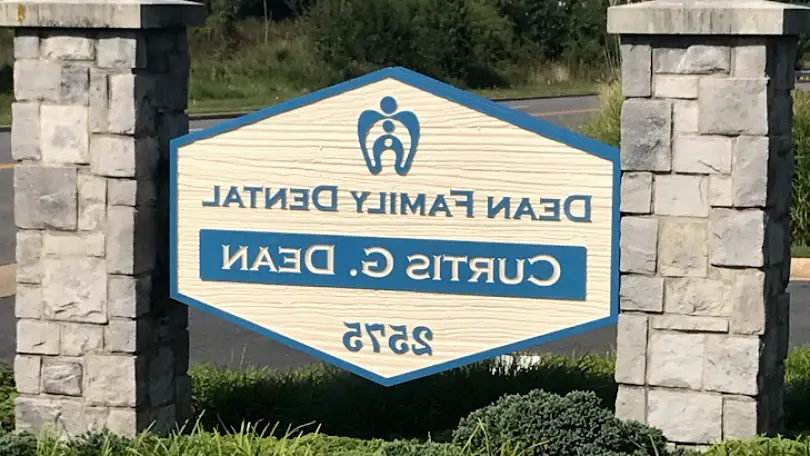 DEAN FAMILY DENTAL
CURTIS G. DEAN
2575